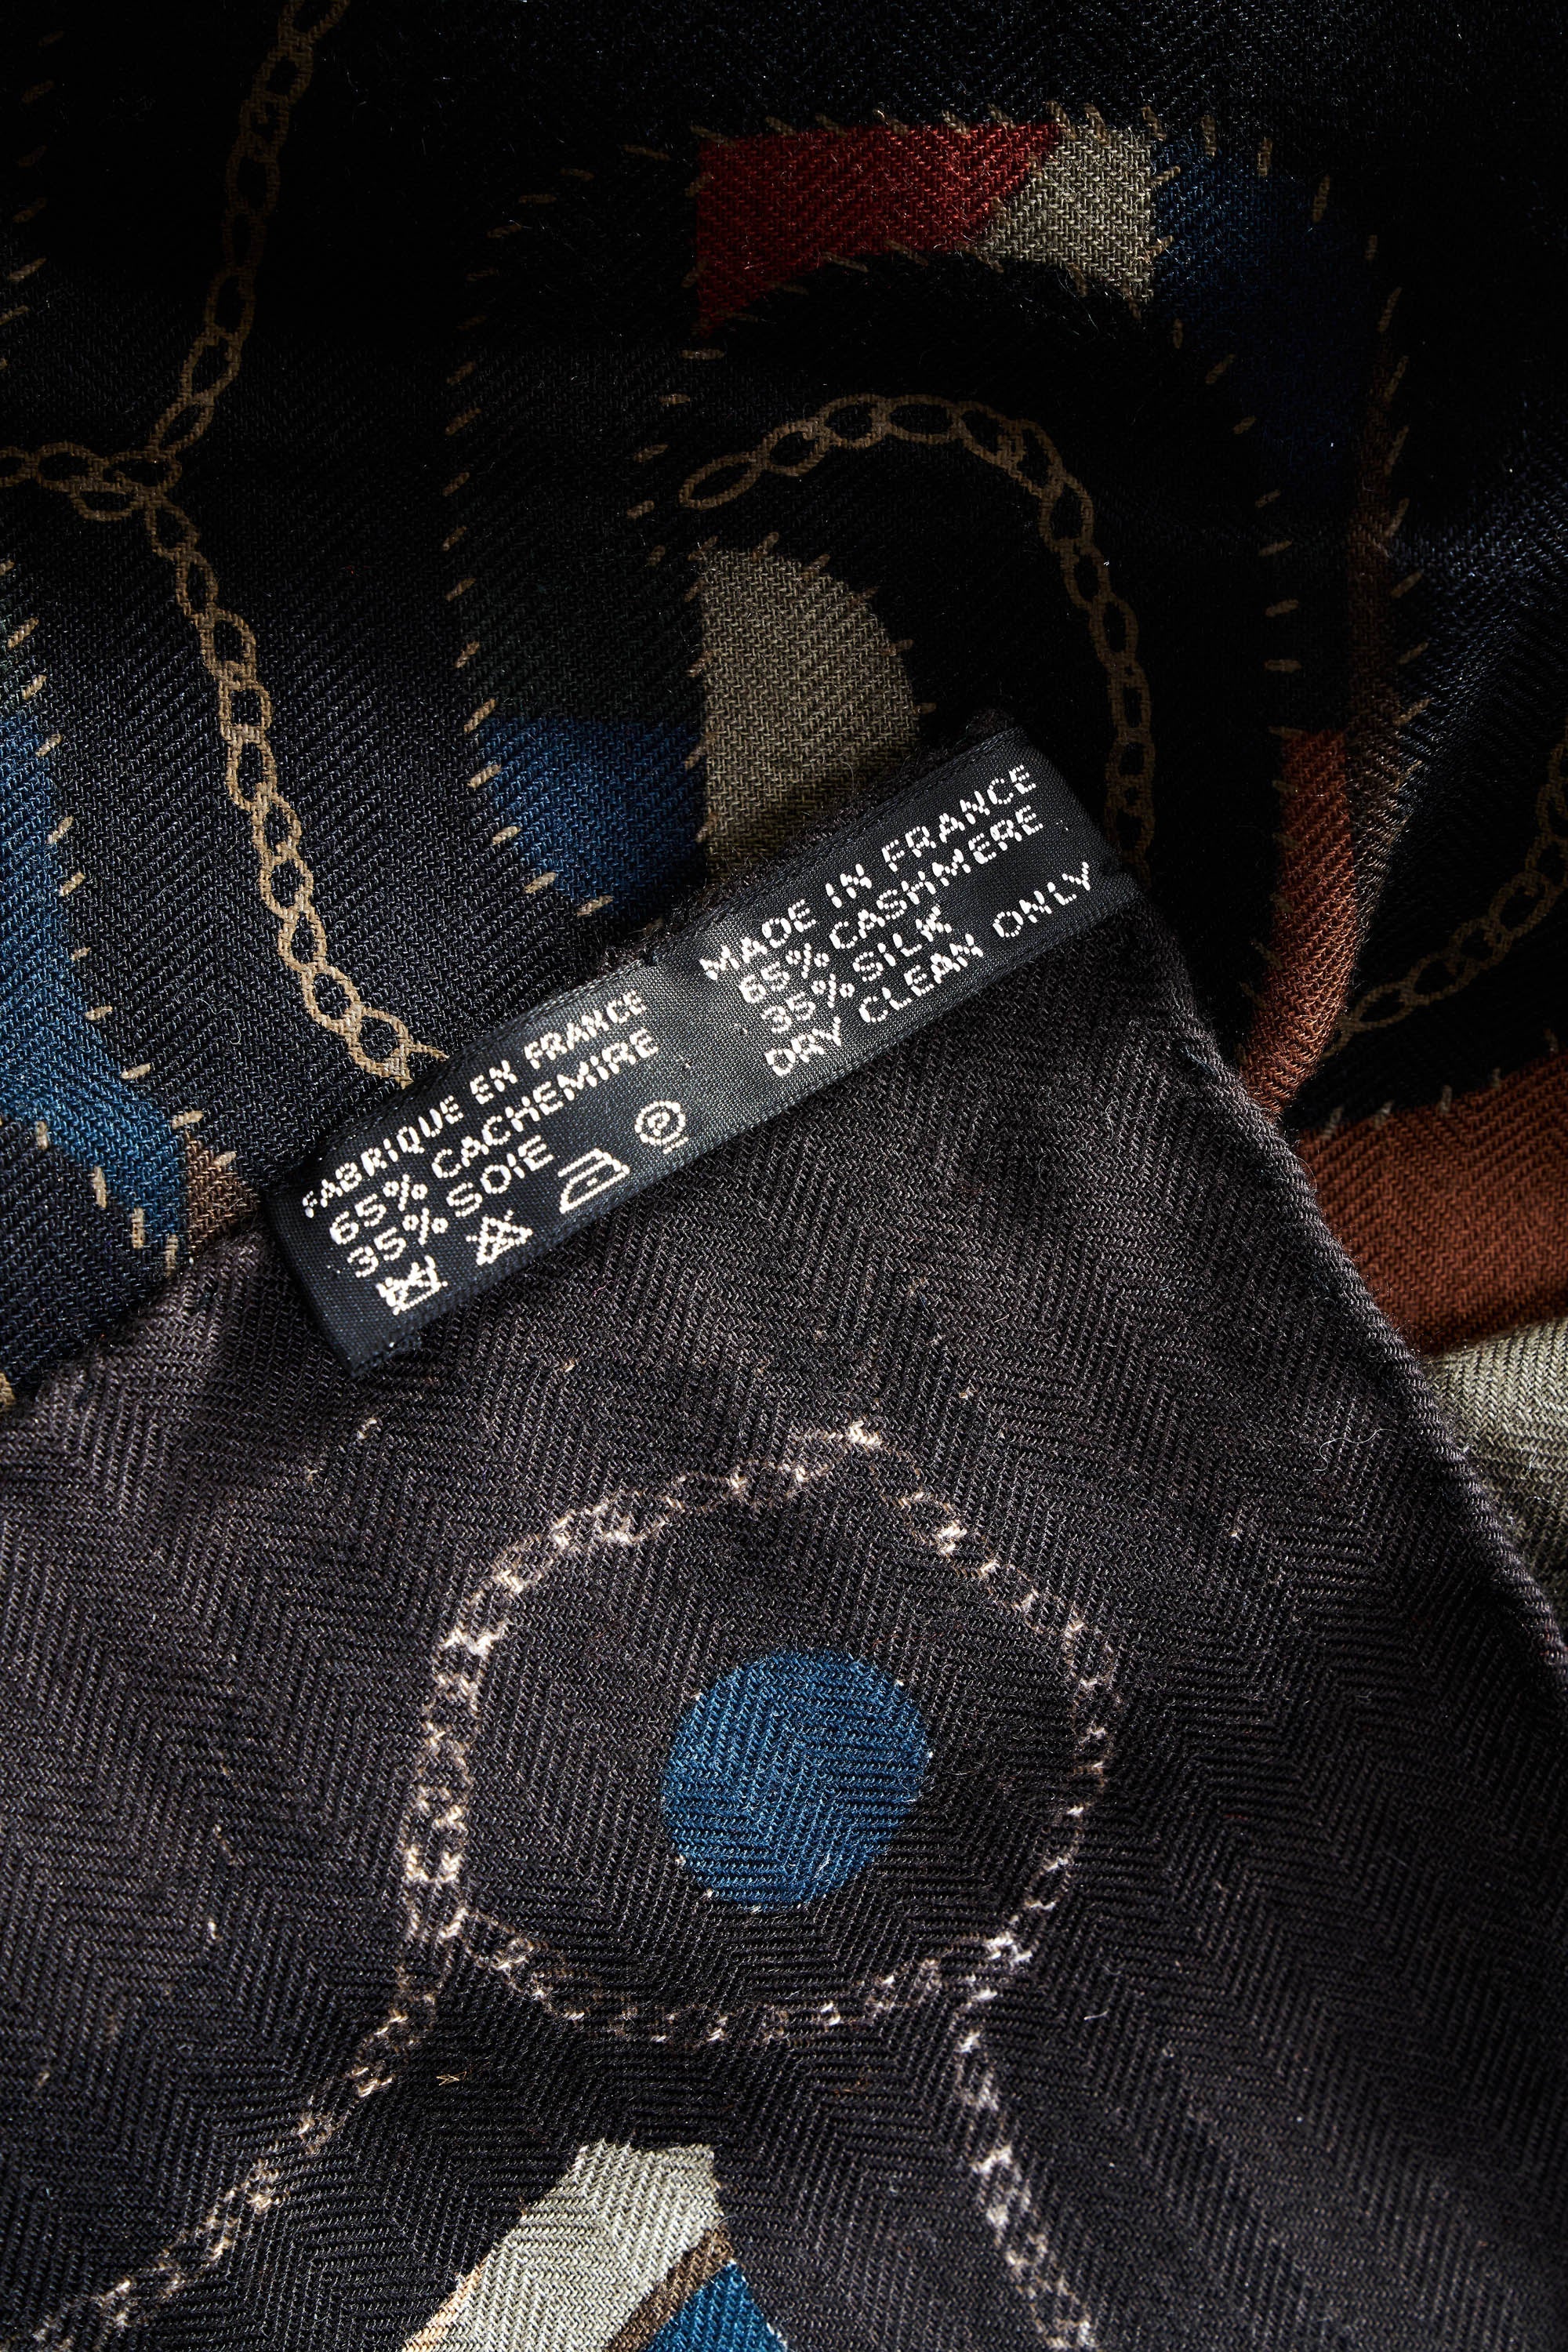 FABRIQUE EN FRANCE
65% CACHEMIRE
35% SOIE
MADE IN FRANCE
65% CASHMERE
35% SILK
DRY CLEAN ONLY